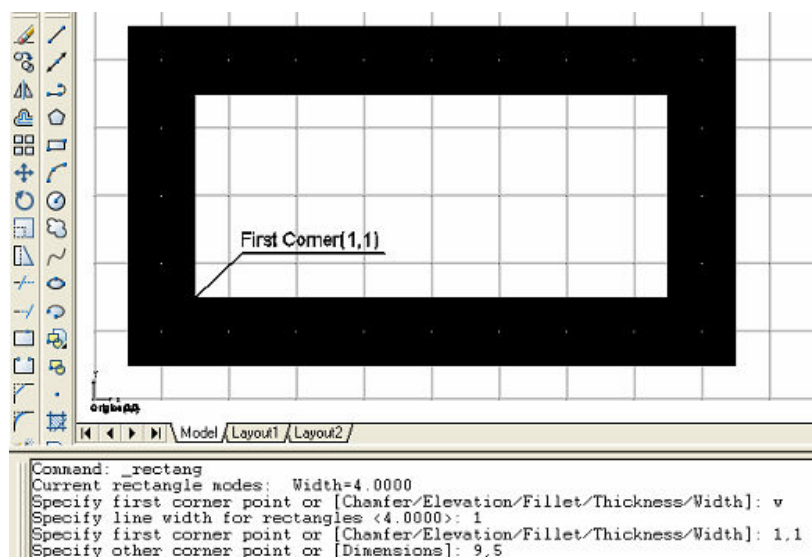 First Corner(1,1)
Model
Layout1
Layout2
Command: _rectang
Current rectangle modes: Width=4.0000
Specify first corner point or [Chamfer/Elevation/Fillet/Thickness/Width]: w
Specify line width for rectangles <4.0000>: 1
Specify first corner point or [Chamfer/Elevation/Fillet/Thickness/Width]: 1,1
Specify other corner point or [Dimensions]: 9,5